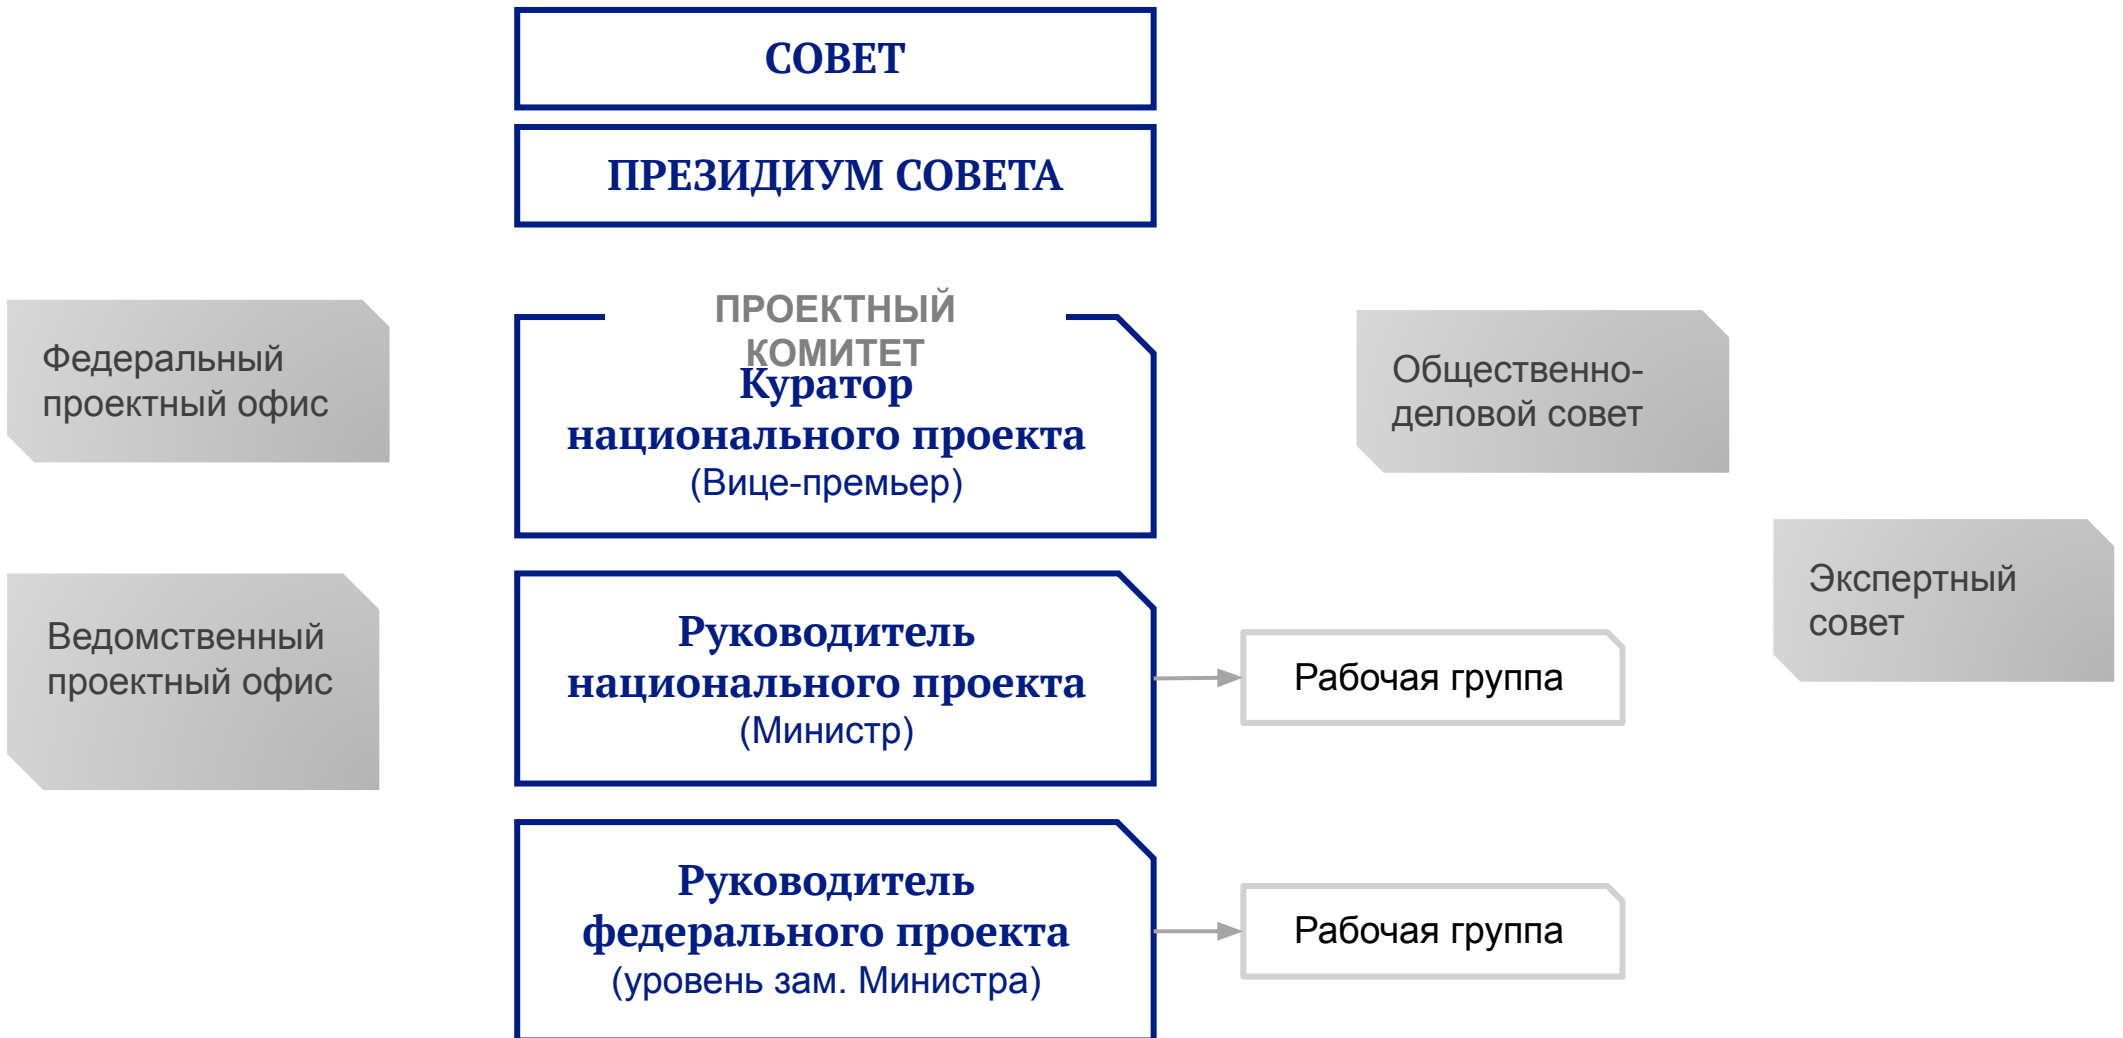 СОВЕТ
ПРЕЗИДИУМ СОВЕТА
ПРОЕКТНЫЙ
КОМИТЕТ
Куратор
национального проекта
(Вице-премьер)
Федеральный
проектный офис
Общественно-
деловой совет
Экспертный
совет
Ведомственный
проектный офис
Руководитель
национального проекта
(Министр)
Рабочая группа
Руководитель
федерального проекта
(уровень зам. Министра)
Рабочая группа